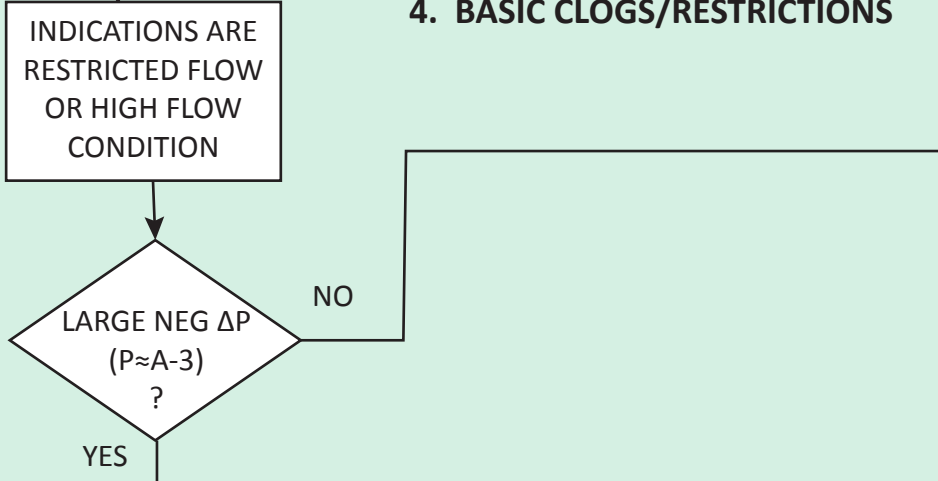 4. BASIC CLOGS/RESTRICTIONS
INDICATIONS ARE
RESTRICTED FLOW
OR HIGH FLOW
CONDITION
LARGE NEG ΔP
(P≈A-3)
?
NO
YES